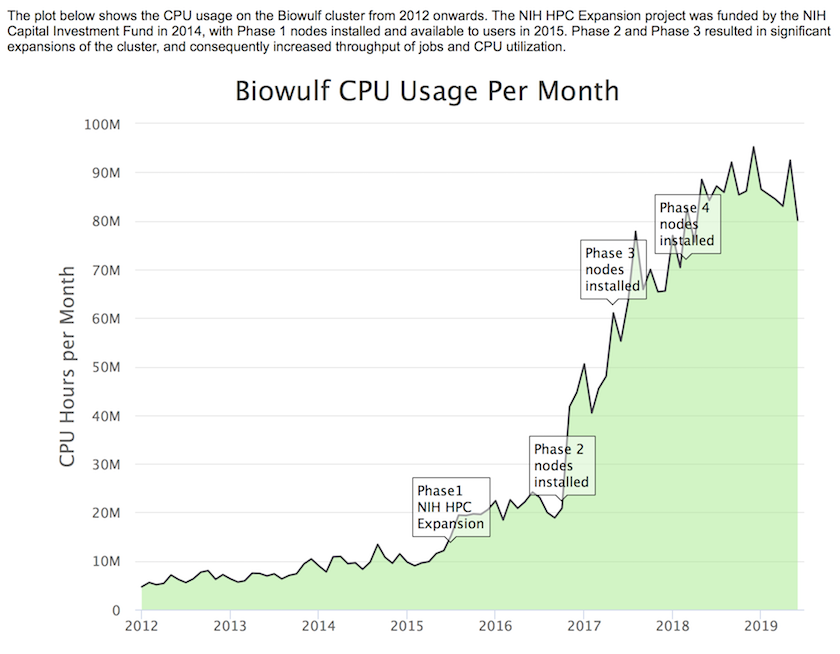 The plot below shows the CPU usage on the Biowulf cluster from 2012 onwards. The NIH HPC Expansion project was funded by the NIH
Capital Investment Fund in 2014, with Phase 1 nodes installed and available to users in 2015. Phase 2 and Phase 3 resulted in significant
expansions of the cluster, and consequently increased throughput of jobs and CPU utilization.
Biowulf CPU Usage Per Month
CPU Hours per Month
100M
90M
80M
70M
60M
50M
40M
30M
20M
10M
0
Phase1
NIH HPC
Expansion
Phase 2
nodes
installed
Phase 3
nodes
installed
Phase 4
nodes
installed
2012 2013 2014 2015 2016 2017 2018 2019